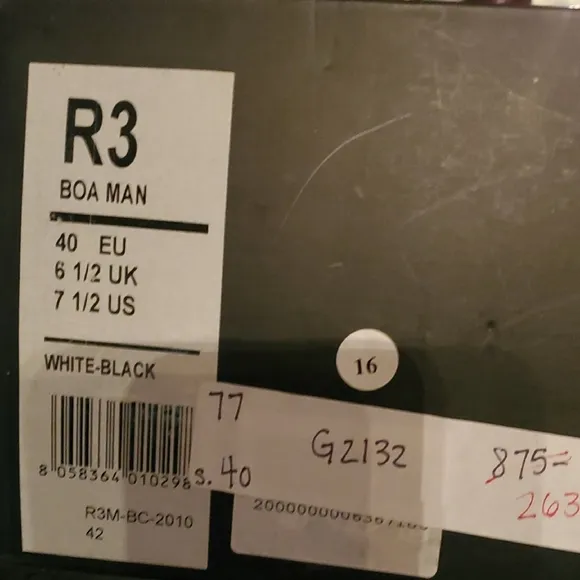 R3
BOA MAN
40 EU
6 1/2 UK
7 1/2 US
WHITE-BLACK
8 058364 010298
R3M-BC-2010
42
16
77
S. 40
G2132
875=
263